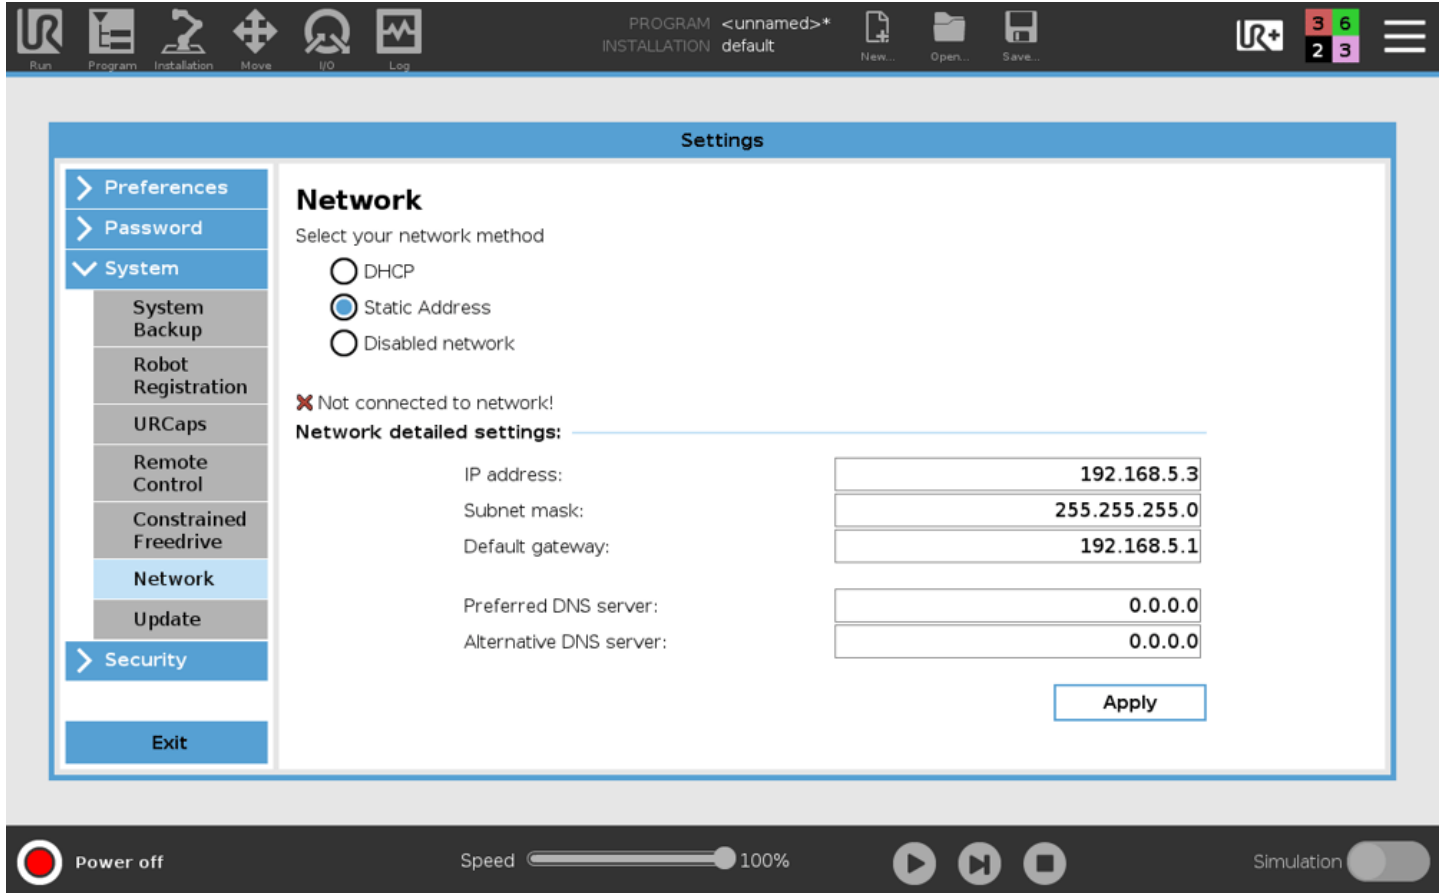 PROGRAM <unnamed>*
INSTALLATION default
UR+
3 6
2 3
Run
Program
Installation
Move
I/O
Log
New...
Open...
Save...
Settings
Preferences
Password
System
System
Backup
Robot
Registration
URCaps
Remote
Control
Constrained
Freedrive
Network
Update
Security
Exit
Network
Select your network method
DHCP
Static Address
Disabled network
Not connected to network!
Network detailed settings:
IP address: 192.168.5.3
Subnet mask: 255.255.255.0
Default gateway: 192.168.5.1
Preferred DNS server: 0.0.0.0
Alternative DNS server: 0.0.0.0
Apply
Power off
Speed 100%
Simulation